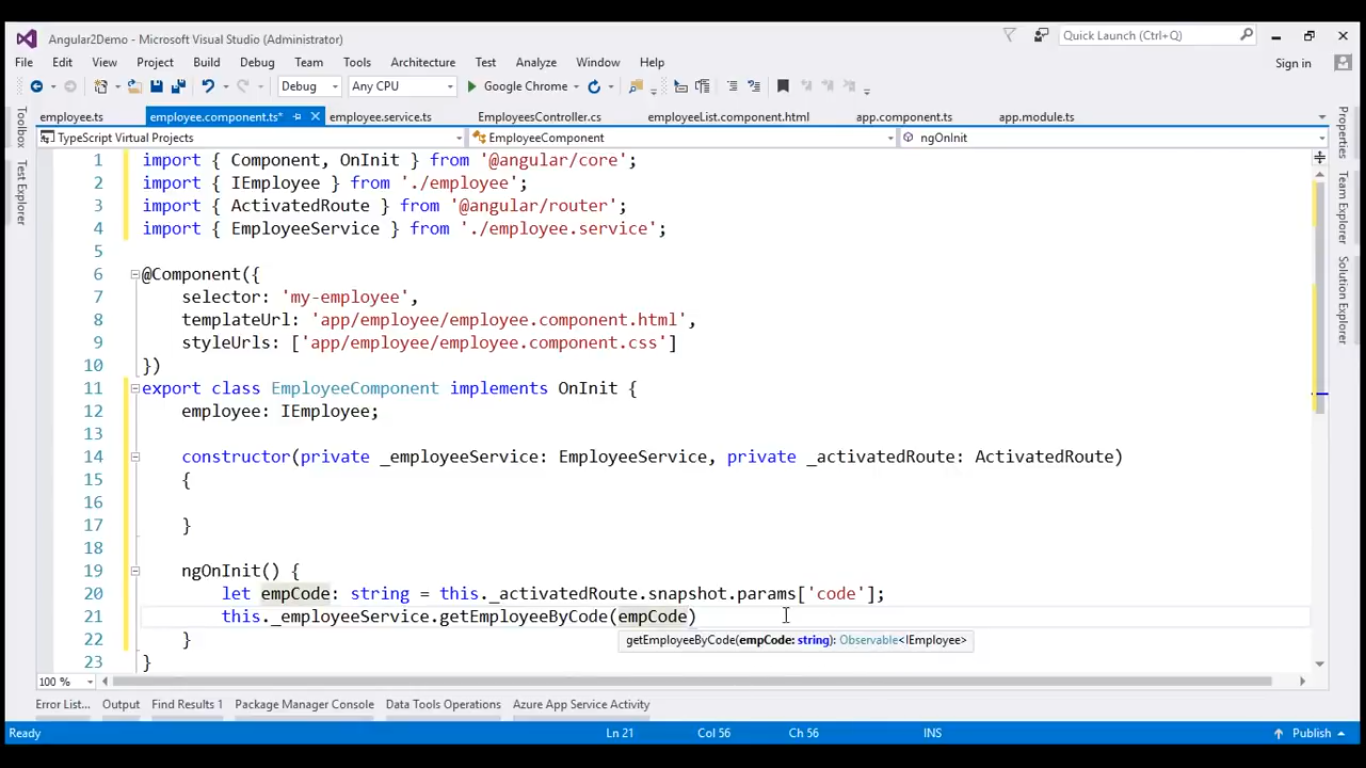 Angular2Demo - Microsoft Visual Studio (Administrator)
Quick Launch (Ctrl+Q)
File Edit View Project Build Debug Team Tools Architecture Test Analyze Window Help
Sign in
Debug Any CPU Google Chrome
employee.ts employee.component.ts* employee.service.ts EmployeesController.cs employeeList.component.html app.component.ts app.module.ts
TypeScript Virtual Projects EmployeeComponent ngOnInit
Toolbox
Test Explorer
Properties
Team Explorer
Solution Explorer
1 import { Component, OnInit } from '@angular/core';
2 import { IEmployee } from './employee';
3 import { ActivatedRoute } from '@angular/router';
4 import { EmployeeService } from './employee.service';
5
6 @Component({
7 selector: 'my-employee',
8 templateUrl: 'app/employee/employee.component.html',
9 styleUrls: ['app/employee/employee.component.css']
10 })
11 export class EmployeeComponent implements OnInit {
12 employee: IEmployee;
13
14 constructor(private _employeeService: EmployeeService, private _activatedRoute: ActivatedRoute)
15 {
16
17 }
18
19 ngOnInit() {
20 let empCode: string = this._activatedRoute.snapshot.params['code'];
21 this._employeeService.getEmployeeByCode(empCode)
22 }
getEmployeeByCode(empCode: string): Observable<IEmployee>
23 }
100 %
Error List... Output Find Results 1 Package Manager Console Data Tools Operations Azure App Service Activity
Ready Ln 21 Col 56 Ch 56 INS Publish